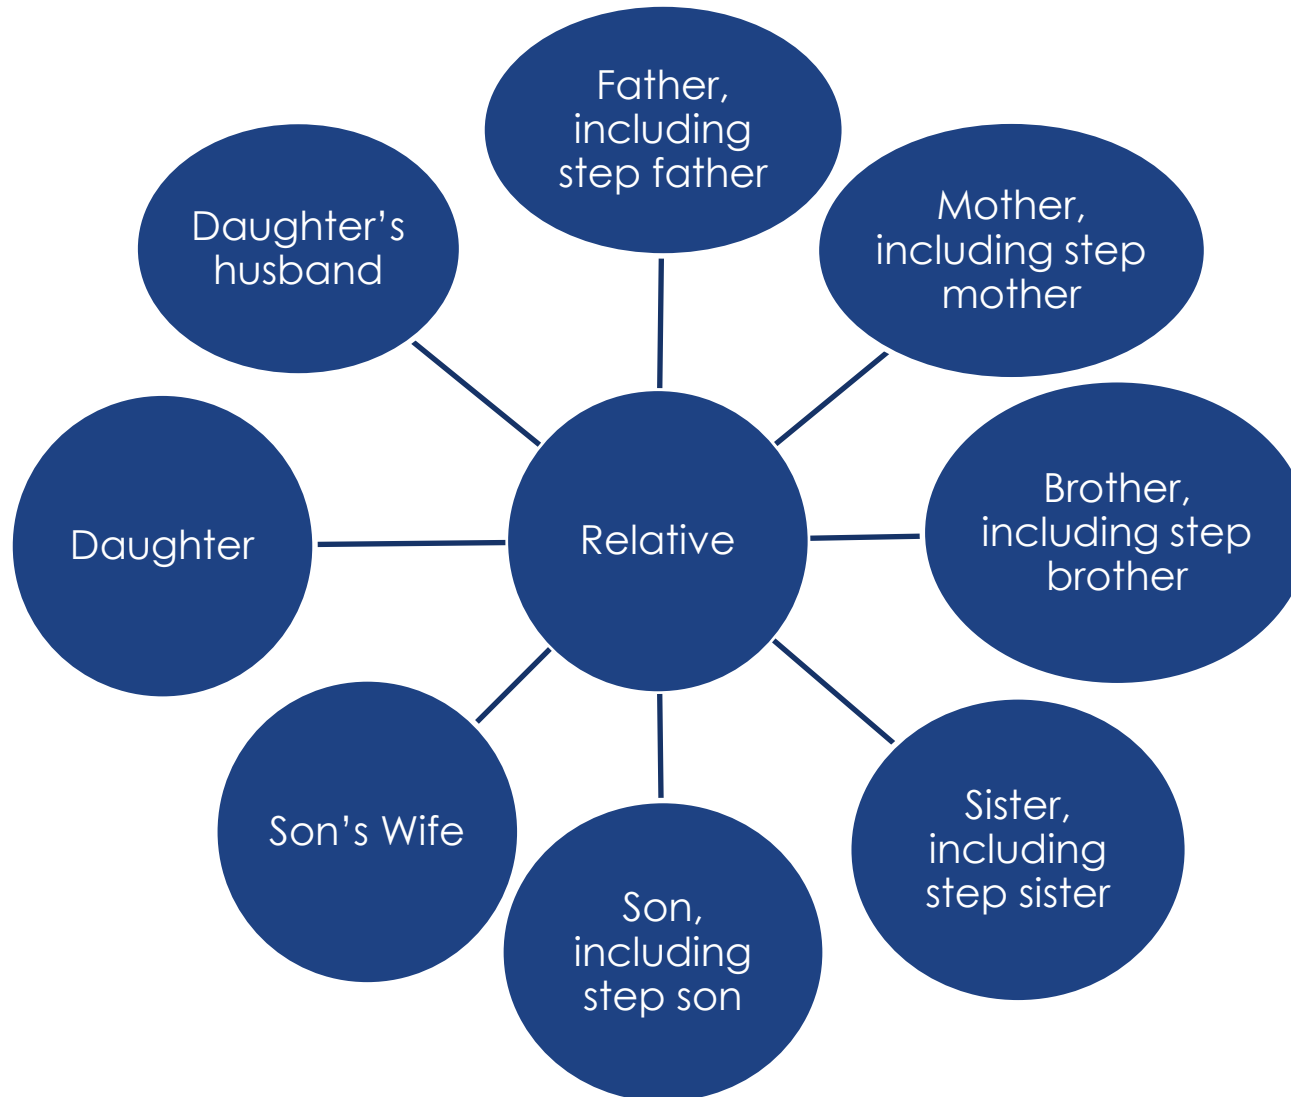 Father,
including
step father
Mother,
including step
mother
Brother,
including step
brother
Sister,
including
step sister
Son,
including
step son
Son’s Wife
Daughter
Daughter’s
husband
Relative